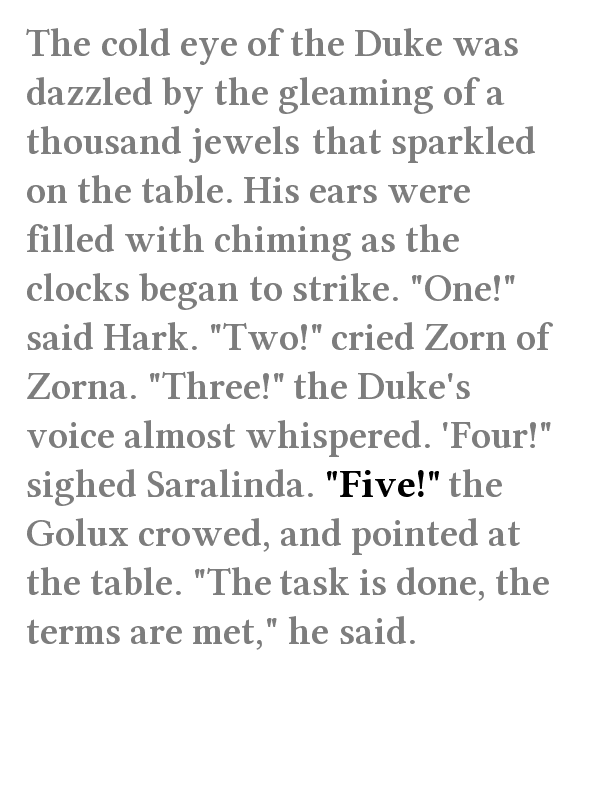 The cold eye of the Duke was
dazzled by the gleaming of a
thousand jewels that sparkled
on the table. His ears were
filled with chiming as the
clocks began to strike. "One!"
said Hark. "Two!" cried Zorn of
Zorna. "Three!" the Duke's
voice almost whispered. 'Four!"
sighed Saralinda. "Five!" the
Golux crowed, and pointed at
the table. "The task is done, the
terms are met," he said.